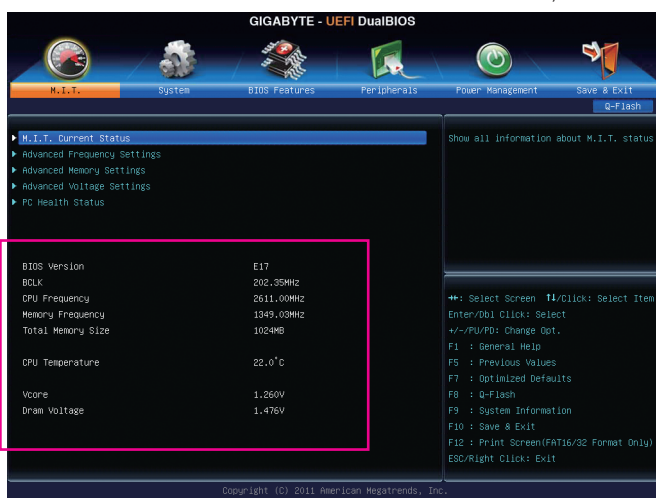 GIGABYTE - UEFI DualBIOS
M.I.T.
System
BIOS Features
Peripherals
Power Management
Save & Exit
Q-Flash
M.I.T. Current Status
Advanced Frequency Settings
Advanced Memory Settings
Advanced Voltage Settings
PC Health Status
Show all information about M.I.T. status
BIOS Version E17
BCLK 202.35MHz
CPU Frequency 2611.00MHz
Memory Frequency 1349.03MHz
Total Memory Size 1024MB
CPU Temperature 22.0°C
Vcore 1.260V
Dram Voltage 1.476V
→←: Select Screen ↑↓/Click: Select Item
Enter/Dbl Click: Select
+/-/PU/PD: Change Opt.
F1 : General Help
F5 : Previous Values
F7 : Optimized Defaults
F8 : Q-Flash
F9 : System Information
F10 : Save & Exit
F12 : Print Screen(FAT16/32 Format Only)
ESC/Right Click: Exit
Copyright (C) 2011 American Megatrends, Inc.